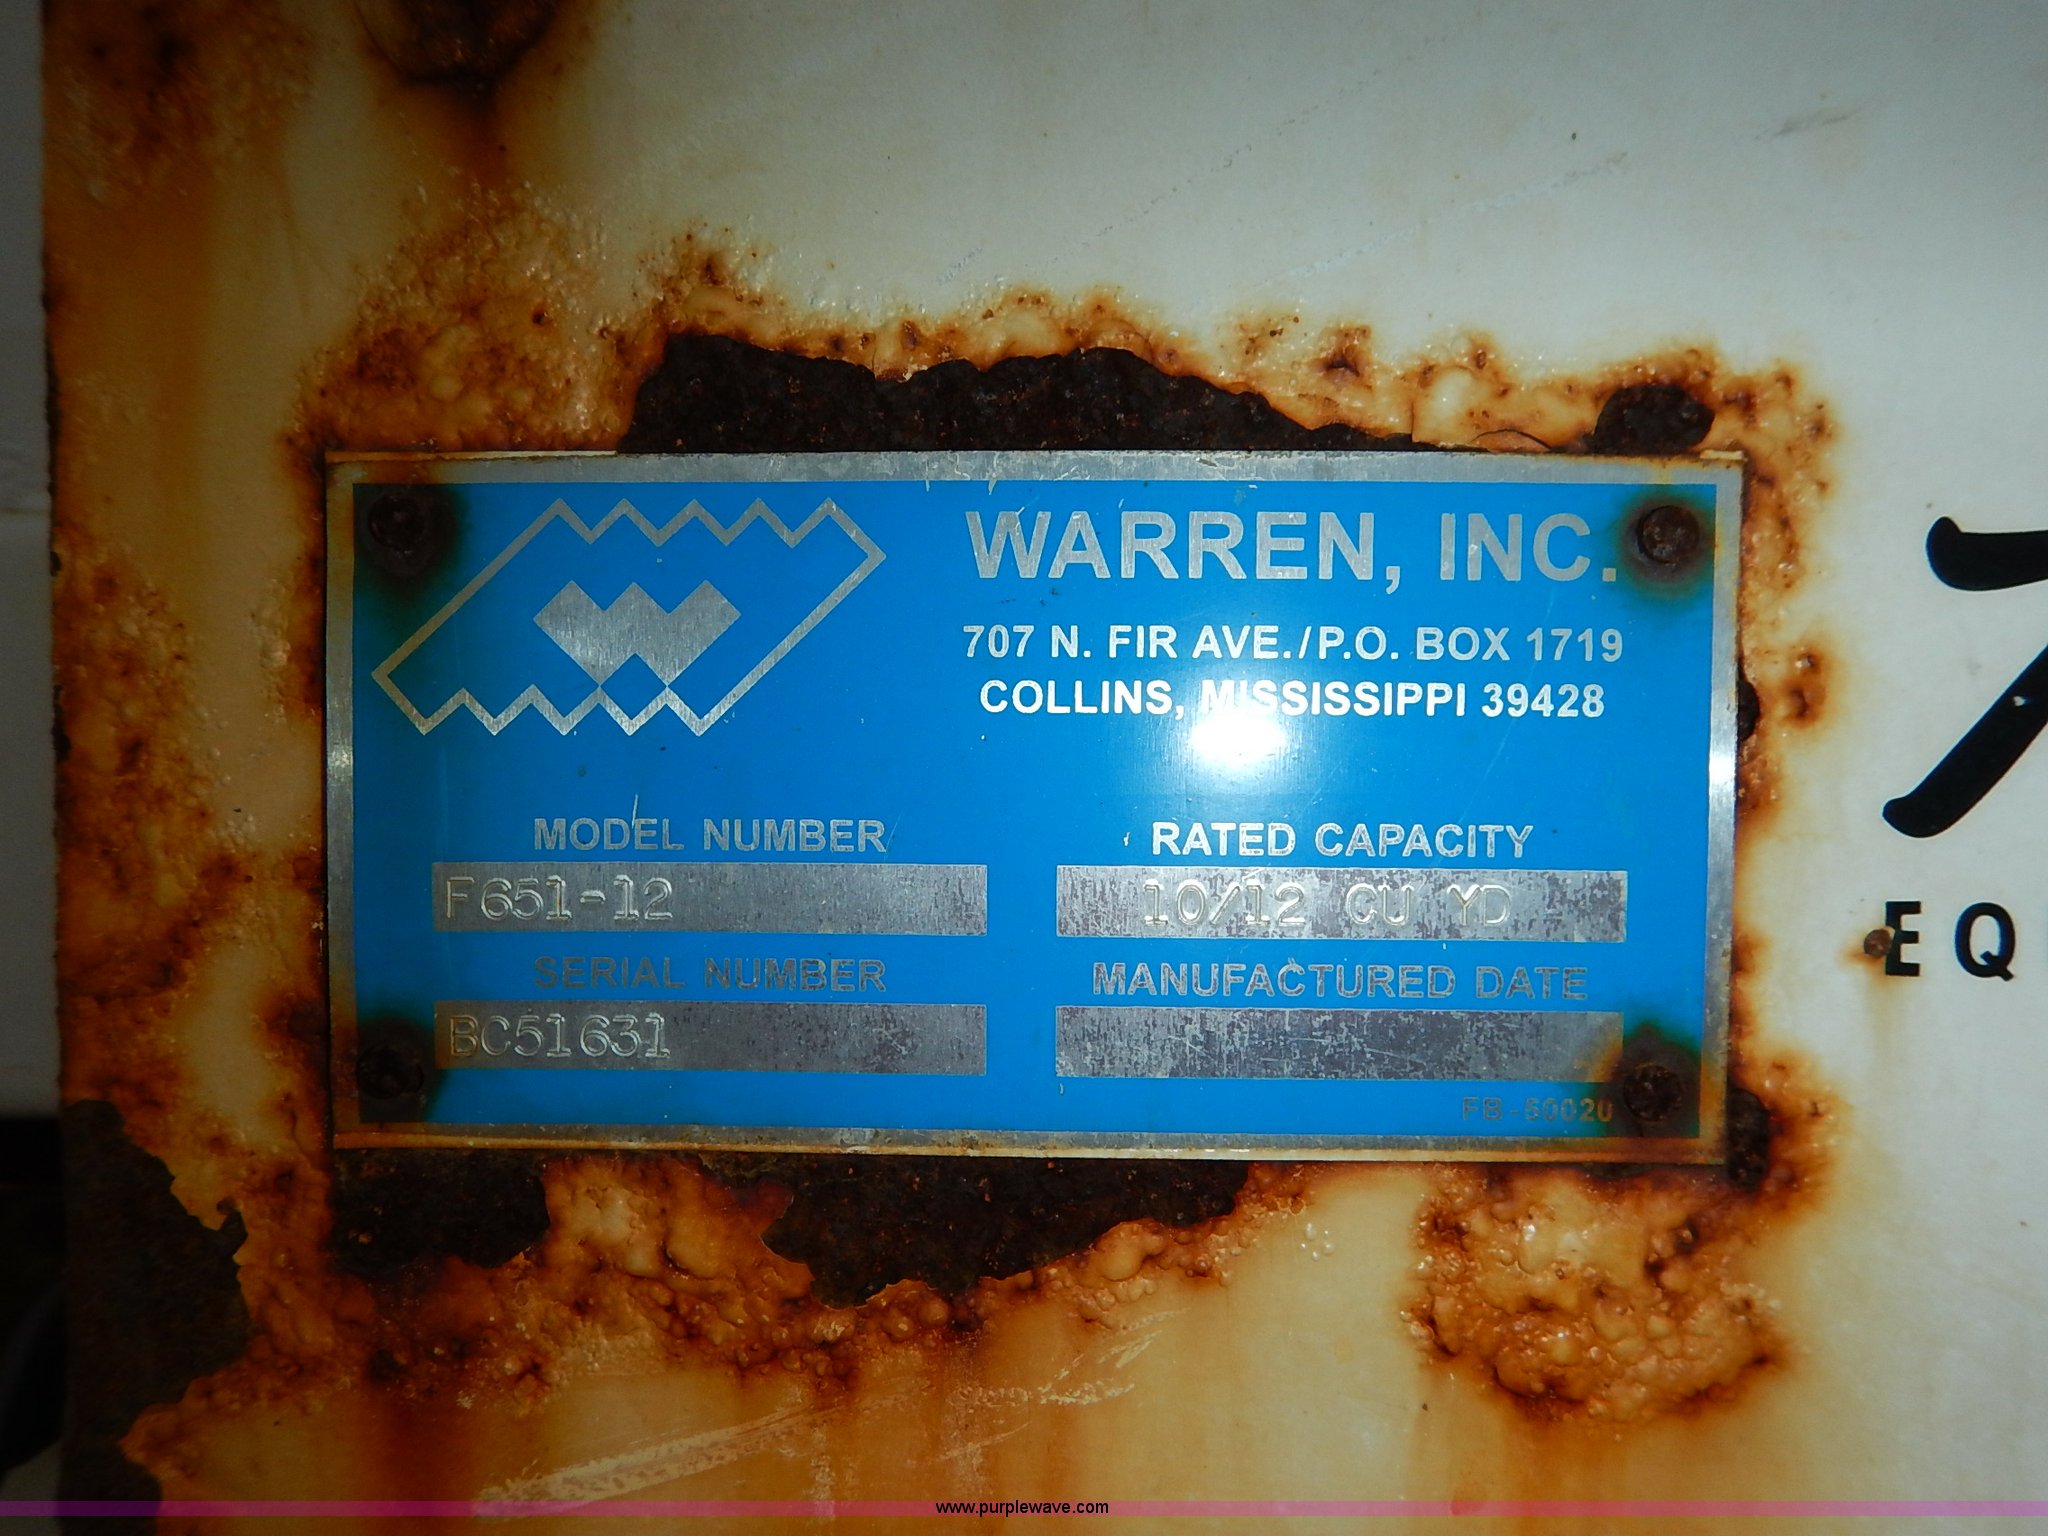 WARREN, INC.
707 N. FIR AVE./P.O. BOX 1719
COLLINS, MISSISSIPPI 39428
MODEL NUMBER
F651-12
RATED CAPACITY
10/12 CU YD
SERIAL NUMBER
BC51631
MANUFACTURED DATE
FB-50020
7
EQ
www.purplewave.com